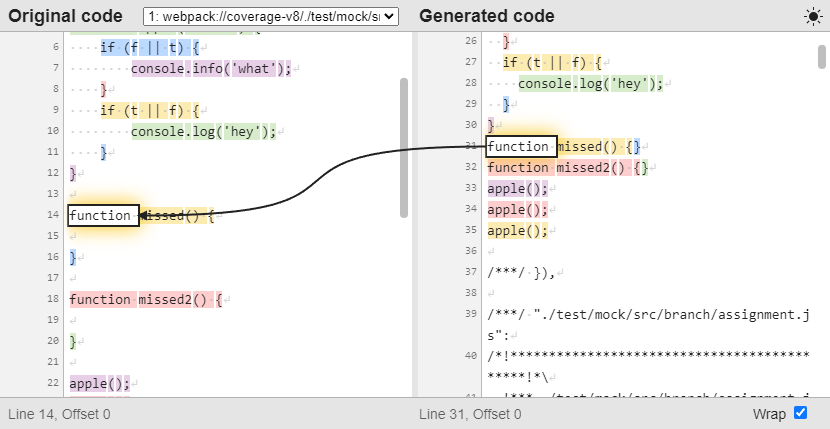 Original code
1: webpack://coverage-v8/./test/mock/s
Generated code
6 ····if·(f·||·t)·{↵
7 ········console.info('what');↵
8 ····}↵
9 ····if·(t·||·f)·{↵
10 ········console.log('hey');↵
11 ····}↵
12 }↵
13 ↵
14 function·missed()·{↵
15 ↵
16 }↵
17 ↵
18 function·missed2()·{↵
19 ↵
20 }↵
21 ↵
22 apple();↵
26 ··}↵
27 ··if·(t·||·f)·{↵
28 ····console.log('hey');↵
29 ··}↵
30 }↵
31 function·missed()·{}↵
32 function·missed2()·{}↵
33 apple();↵
34 apple();↵
35 apple();↵
36 ↵
37 /***/·}),↵
38 ↵
39 /***/·"./test/mock/src/branch/assignment.j
s":↵
40 /*!***************************************
*****!*\↵
Line 14, Offset 0
Line 31, Offset 0
Wrap